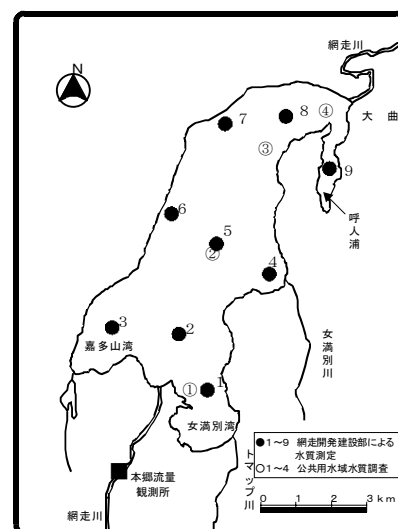 網走川
N
7
8
④
大 曲
③
9
呼人浦
6
5
②
4
女満別川
3
2
嘉多山湾
①
1
女満別湾
●1~9 網走開発建設部による
水質測定
○1~4 公共用水域水質調査
本郷流量
観測所
トマップ川
網走川
0 1 2 3km